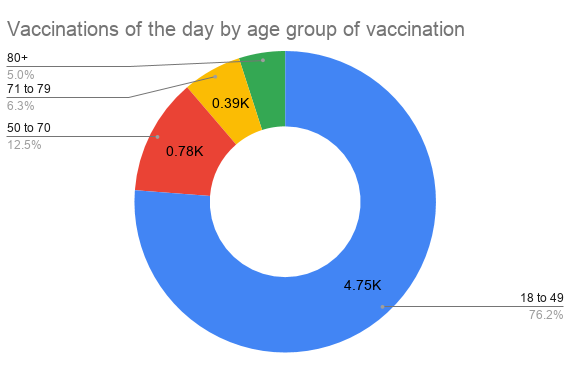 Vaccinations of the day by age group of vaccination
80+
5.0%
71 to 79
6.3%
50 to 70
12.5%
0.39K
0.78K
4.75K
18 to 49
76.2%